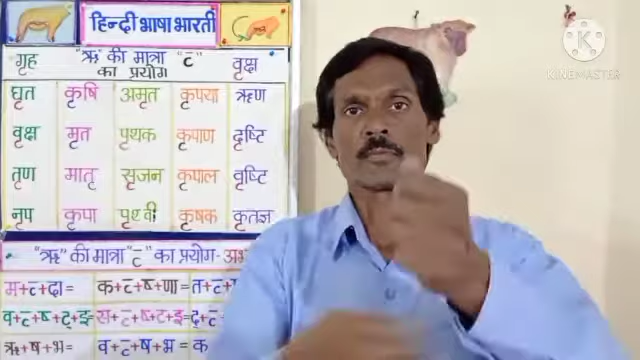 हिन्दी भाषा भारती
गृह "ऋ की मात्रा "ृ" वृक्ष
का प्रयोग
घृत कृषि अमृत कृपया ऋण
वृक्ष मृत पृथक कृपाण दृष्टि
तृण मातृ सृजन कृपाल वृष्टि
नृप कृपा पृथ्वी कृषक कृतज्ञ
"ऋ" की मात्रा "ृ" का प्रयोग-
म+ृ+दा= क+ृ+ष+णा=
ऋ+ष+भ= व+ृ+ष+भ=
KINEMASTER